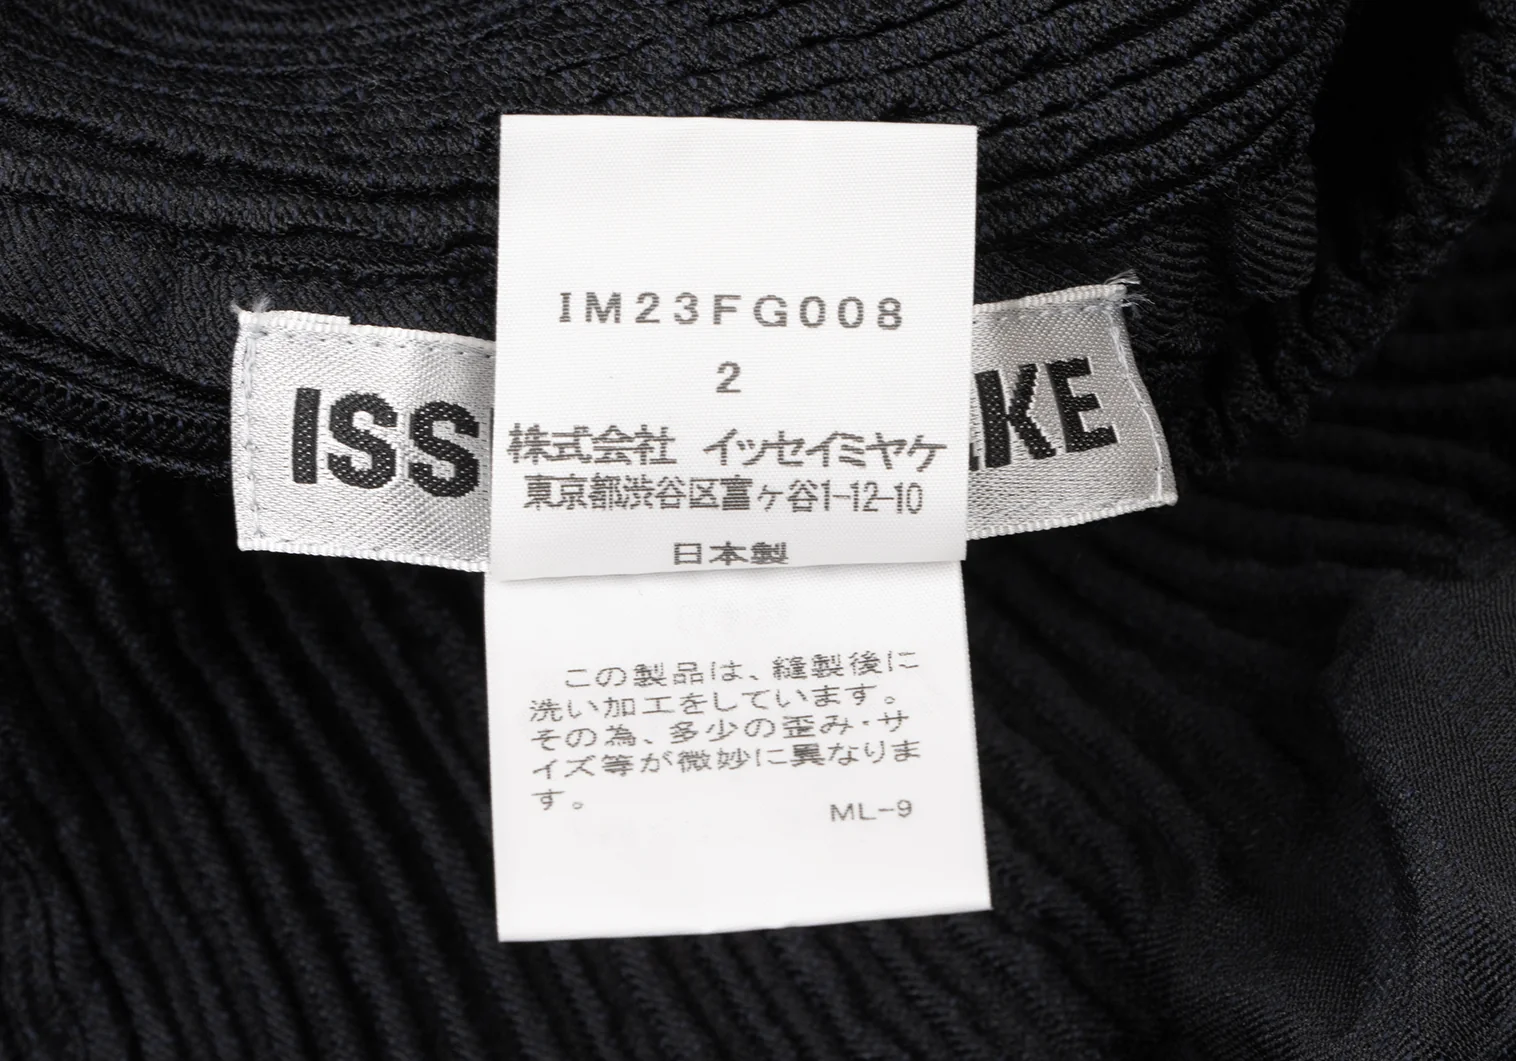 IM23FG008
2
ISS KE
株式会社 イッセイミヤケ
東京都渋谷区富ヶ谷1-12-10
日本製
この製品は、縫製後に
洗い加工をしています。
その為、多少の歪み・サ
イズ等が微妙に異なりま
す。
ML-9